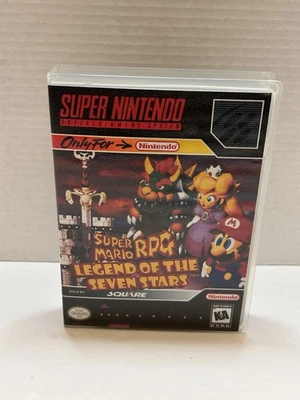 SUPER NINTENDO
ENTERTAINMENT SYSTEM
Only For Nintendo
SUPER
MARIO RPG
LEGEND OF THE
SEVEN STARS
SQUARE
Nintendo
K-A